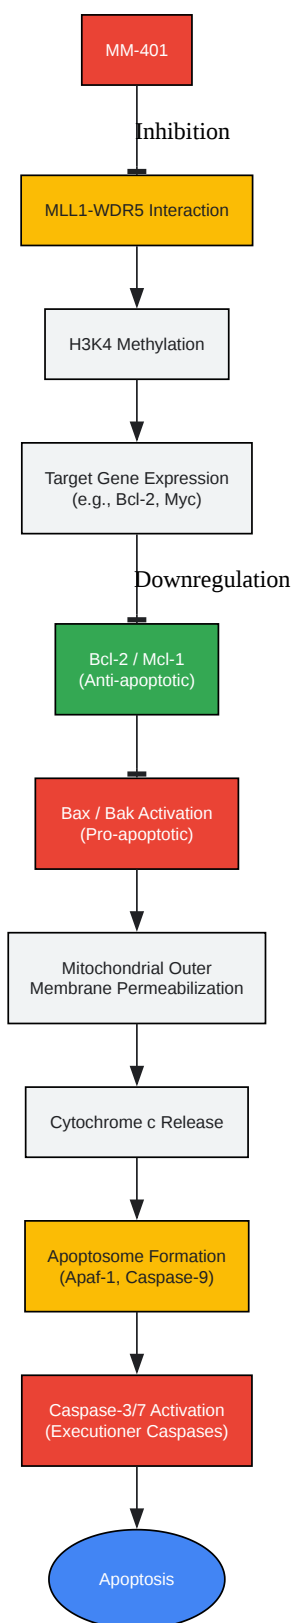 MM-401
Inhibition
MLL1-WDR5 Interaction
H3K4 Methylation
Target Gene Expression
(e.g., Bcl-2, Myc)
Downregulation
Bcl-2 / Mcl-1
(Anti-apoptotic)
Bax / Bak Activation
(Pro-apoptotic)
Mitochondrial Outer
Membrane Permeabilization
Cytochrome c Release
Apoptosome Formation
(Apaf-1, Caspase-9)
Caspase-3/7 Activation
(Executioner Caspases)
Apoptosis